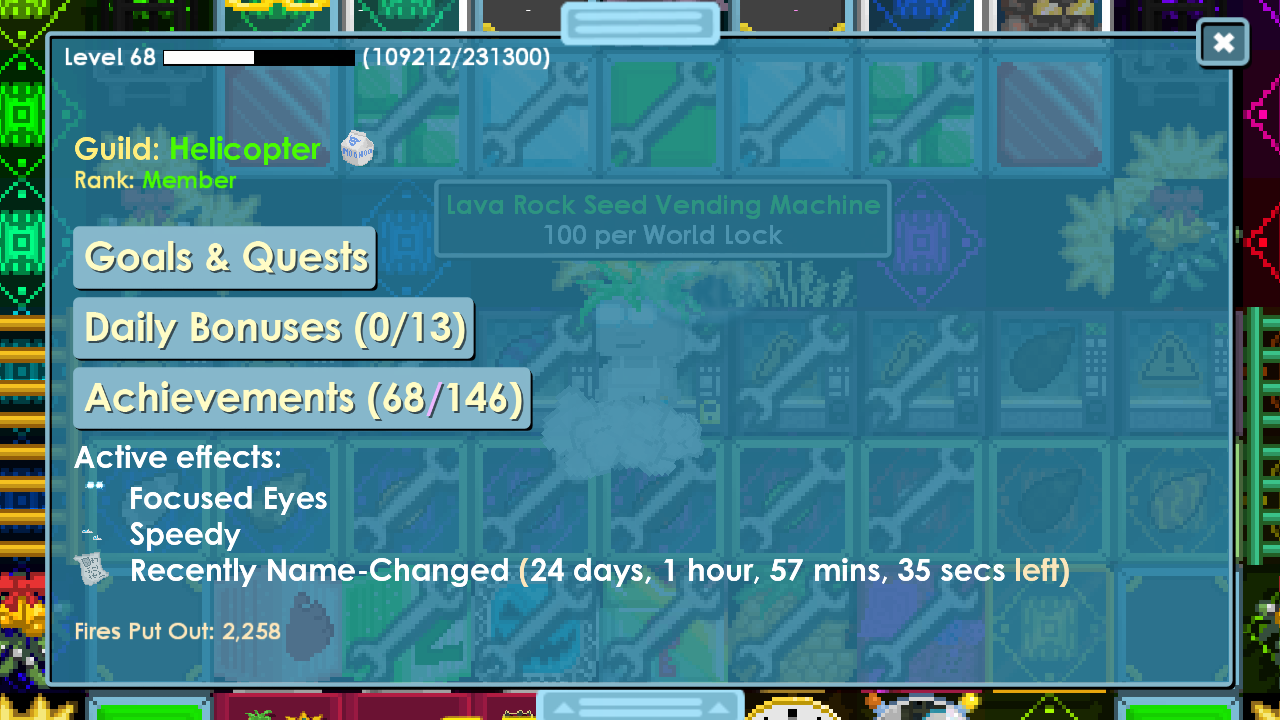 Level 68 (109212/231300)
Guild: Helicopter
Rank: Member
Lava Rock Seed Vending Machine
100 per World Lock
Goals & Quests
Daily Bonuses (0/13)
Achievements (68/146)
Active effects:
Focused Eyes
Speedy
Recently Name-Changed (24 days, 1 hour, 57 mins, 35 secs left)
Fires Put Out: 2,258